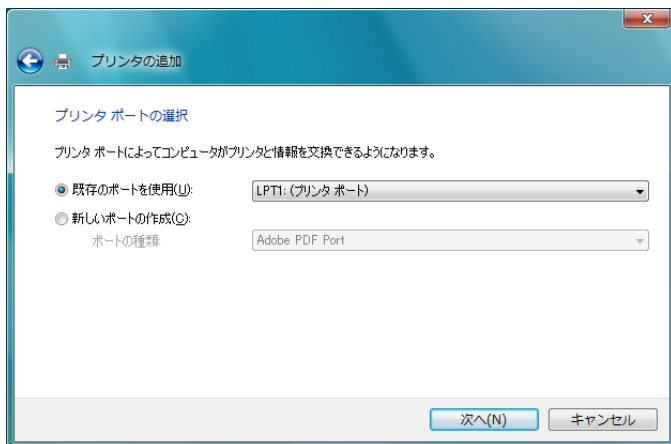 プリンタの追加
プリンタ ポートの選択
プリンタ ポートによってコンピュータがプリンタと情報を交換できるようになります。
既存のポートを使用(U):
LPT1: (プリンタ ポート)
新しいポートの作成(C):
ポートの種類:
Adobe PDF Port
次へ(N)
キャンセル